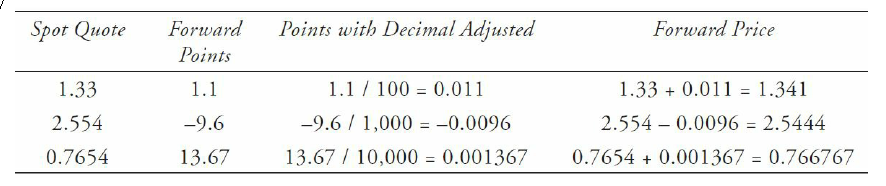 Spot Quote Forward Points Points with Decimal Adjusted Forward Price
1.33 1.1 1.1 / 100 = 0.011 1.33 + 0.011 = 1.341
2.554 –9.6 –9.6 / 1,000 = –0.0096 2.554 – 0.0096 = 2.5444
0.7654 13.67 13.67 / 10,000 = 0.001367 0.7654 + 0.001367 = 0.766767